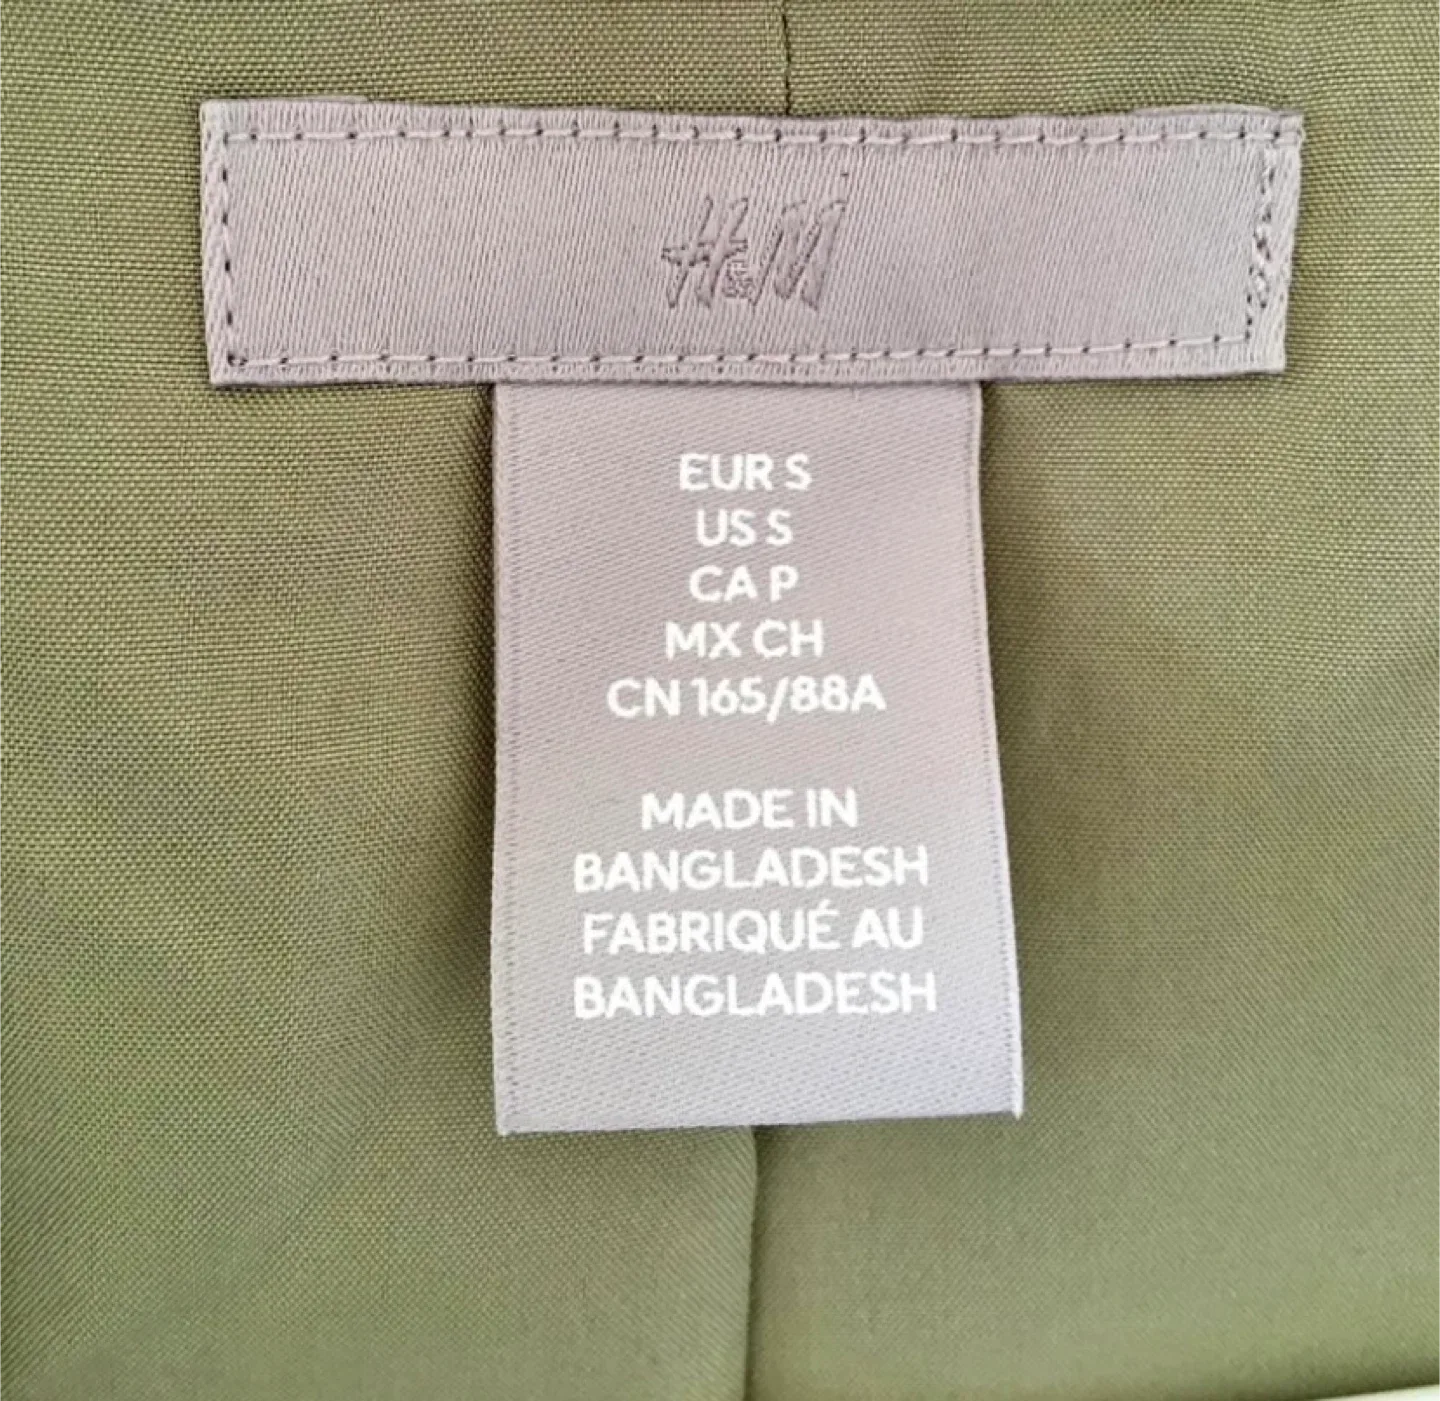 H&M
EUR S
US S
CA P
MX CH
CN 165/88A
MADE IN
BANGLADESH
FABRIQUÉ AU
BANGLADESH